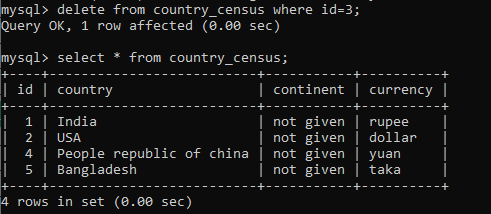 mysql> delete from country_census where id=3;
Query OK, 1 row affected (0.00 sec)
mysql> select * from country_census;
+----+--------------------------+-----------+----------+
| id | country                  | continent | currency |
+----+--------------------------+-----------+----------+
|  1 | India                    | not given | rupee    |
|  2 | USA                      | not given | dollar   |
|  4 | People republic of china | not given | yuan     |
|  5 | Bangladesh               | not given | taka     |
+----+--------------------------+-----------+----------+
4 rows in set (0.00 sec)